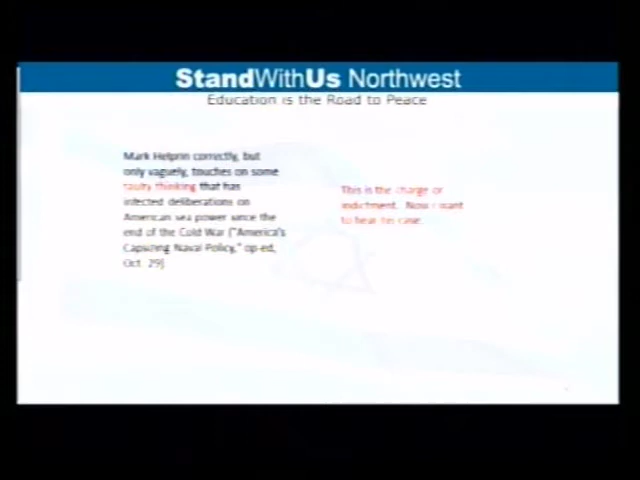 StandWithUs Northwest
Education is the Road to Peace
Mark Helprin correctly, but
only vaguely, touches on some
faulty thinking that has
infected deliberations on
American sea power since the
end of the Cold War ("America's
Capsizing Naval Policy," op-ed,
Oct. 29)
This is the charge or
indictment. Now I want
to hear his case.